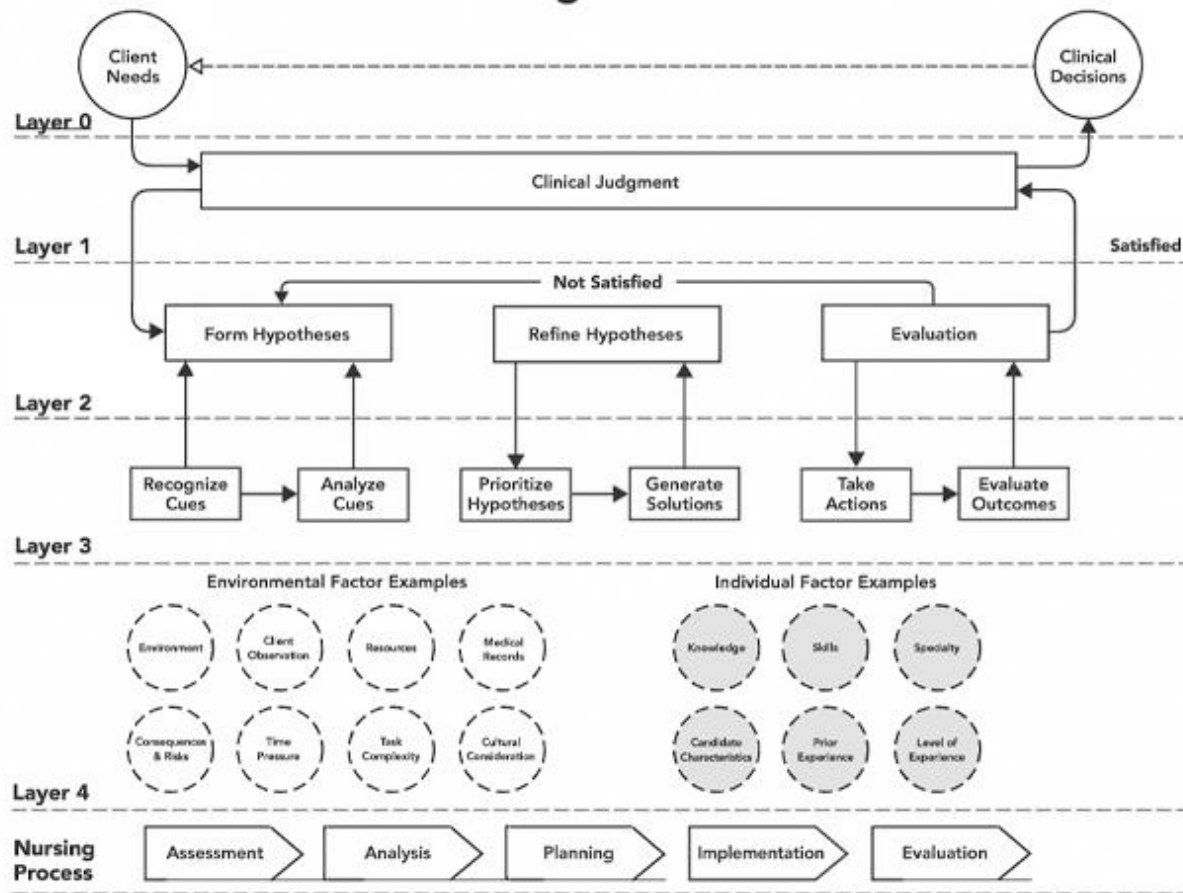 Client
Needs
Clinical
Decisions
Layer 0
Clinical Judgment
Layer 1
Satisfied
Not Satisfied
Form Hypotheses
Refine Hypotheses
Evaluation
Layer 2
Recognize
Cues
Analyze
Cues
Prioritize
Hypotheses
Generate
Solutions
Take
Actions
Evaluate
Outcomes
Layer 3
Environmental Factor Examples
Individual Factor Examples
Environment
Client
Observation
Resources
Medical
Records
Knowledge
Skills
Specialty
Consequences
& Risks
Time
Pressure
Task
Complexity
Cultural
Consideration
Candidate
Characteristics
Prior
Experience
Level of
Experience
Layer 4
Nursing
Process
Assessment
Analysis
Planning
Implementation
Evaluation